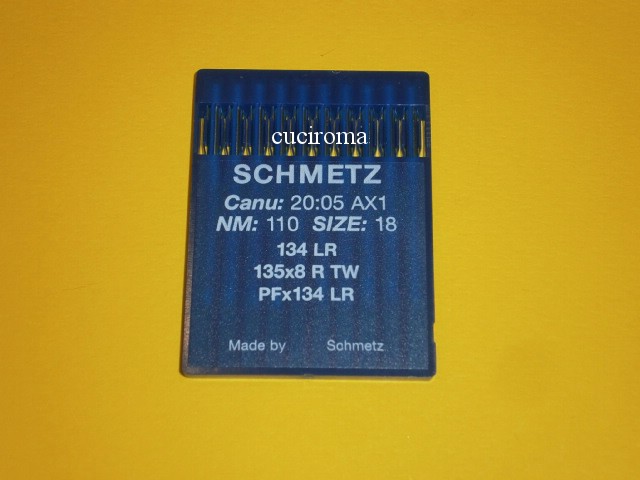 cuciroma
SCHMETZ
Canu: 20:05 AX1
NM: 110 SIZE: 18
134 LR
135x8 R TW
PFx134 LR
Made by Schmetz